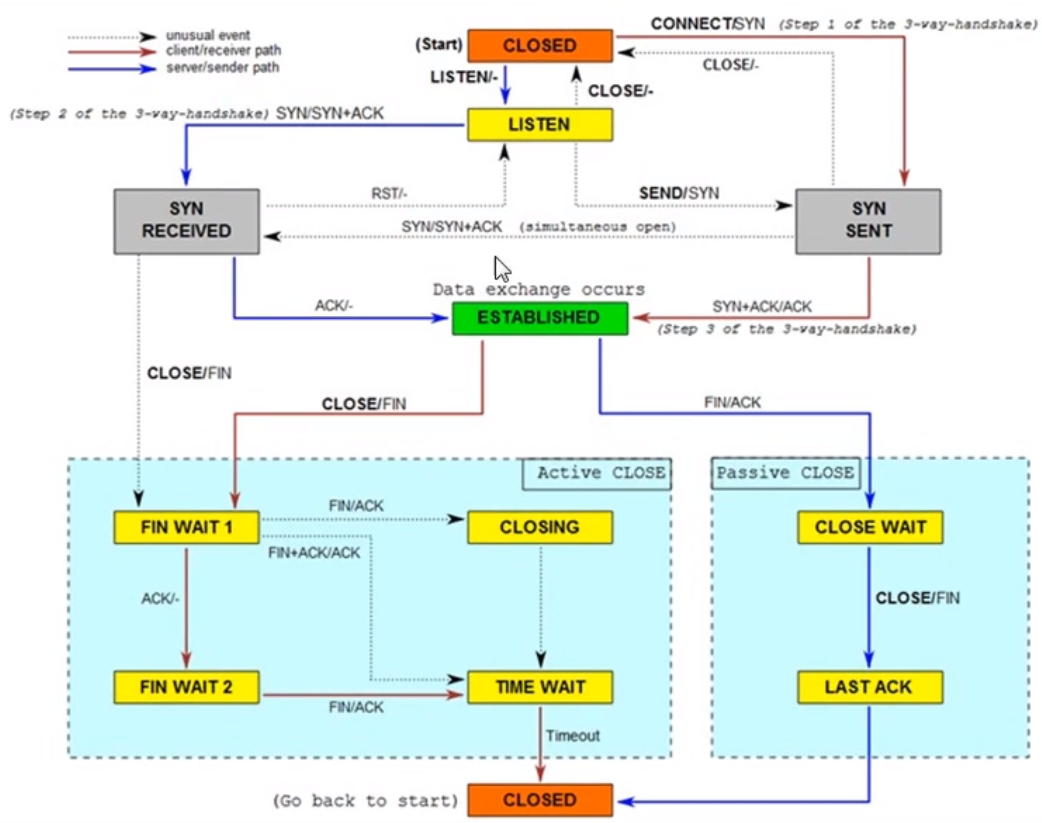 unusual event
client/receiver path
server/sender path
(Start)
CLOSED
CONNECT/SYN (Step 1 of the 3-way-handshake)
CLOSE/-
LISTEN/-
CLOSE/-
(Step 2 of the 3-way-handshake) SYN/SYN+ACK
LISTEN
SYN
RECEIVED
RST/-
SEND/SYN
SYN
SENT
SYN/SYN+ACK (simultaneous open)
Data exchange occurs
ACK/-
ESTABLISHED
SYN+ACK/ACK
(Step 3 of the 3-way-handshake)
CLOSE/FIN
CLOSE/FIN
FIN/ACK
Active CLOSE
Passive CLOSE
FIN WAIT 1
FIN/ACK
CLOSING
CLOSE WAIT
FIN+ACK/ACK
ACK/-
CLOSE/FIN
FIN WAIT 2
FIN/ACK
TIME WAIT
LAST ACK
Timeout
(Go back to start)
CLOSED